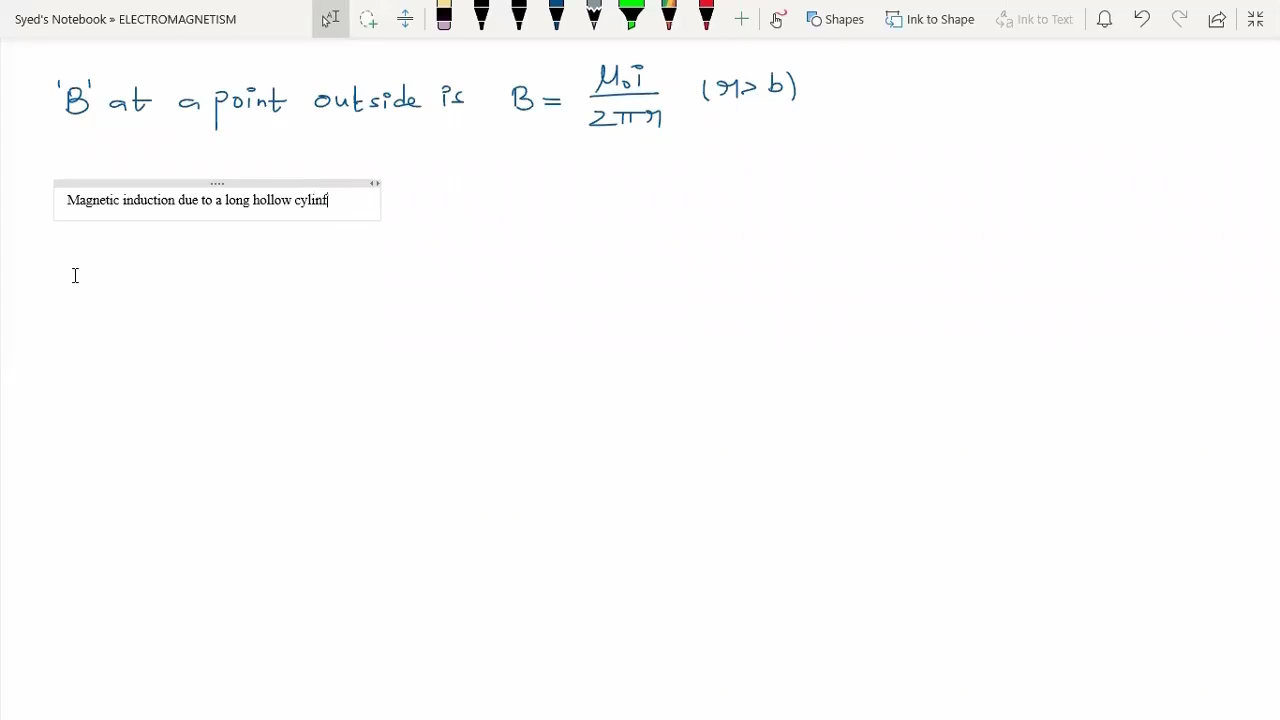 Syed's Notebook » ELECTROMAGNETISM
Shapes
Ink to Shape
Ink to Text
'B' at a point outside is B = μ₀i / 2πr (r > b)
Magnetic induction due to a long hollow cylinf